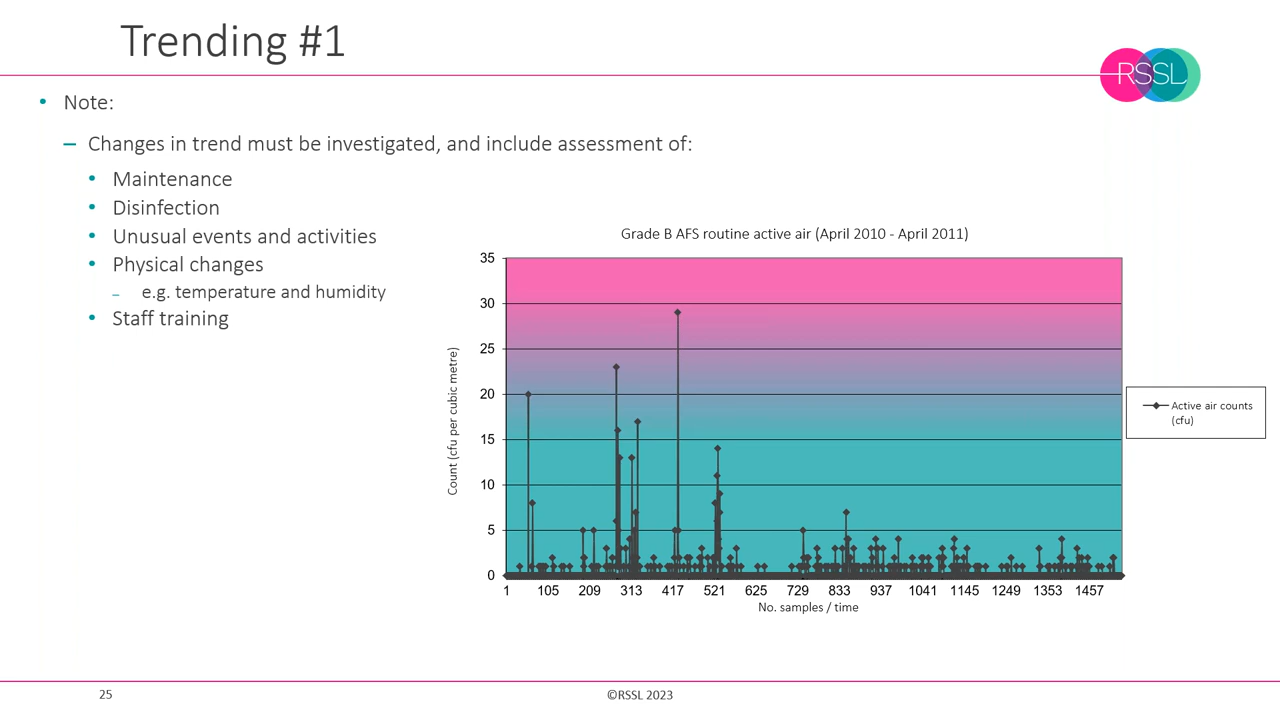 Trending #1
RSSL
• Note:
– Changes in trend must be investigated, and include assessment of:
• Maintenance
• Disinfection
• Unusual events and activities
• Physical changes
– e.g. temperature and humidity
• Staff training
Grade B AFS routine active air (April 2010 - April 2011)
35
30
25
20
15
10
5
0
Count (cfu per cubic metre)
1 105 209 313 417 521 625 729 833 937 1041 1145 1249 1353 1457
No. samples / time
Active air counts
(cfu)
25
©RSSL 2023